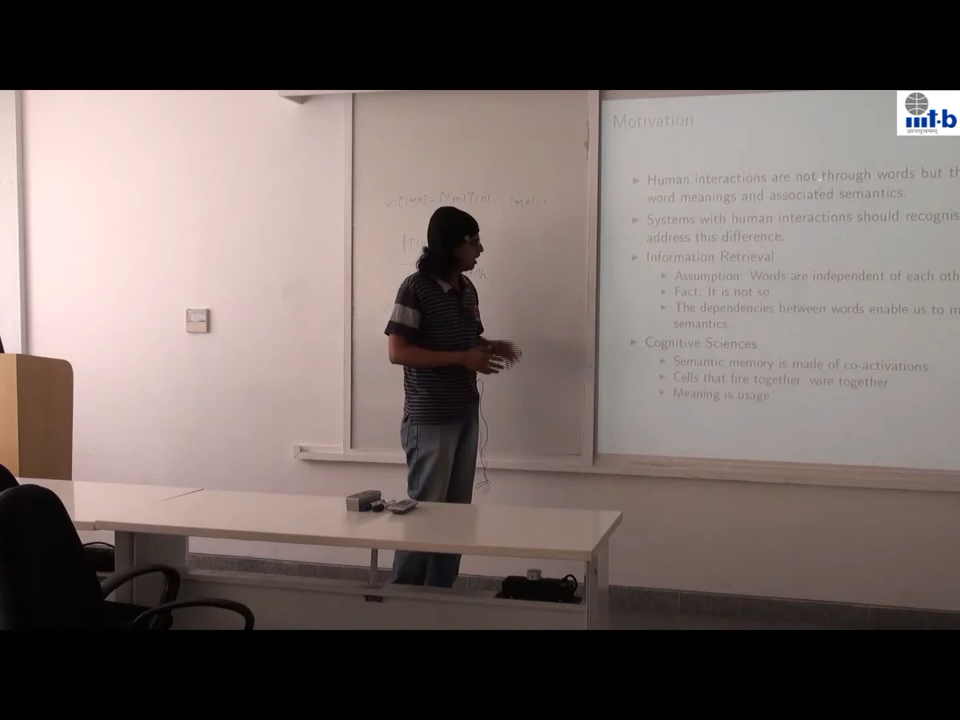 iiit-b
ज्ञानमुत्तमम्
Motivation
► Human interactions are not through words but
word meanings and associated semantics.
► Systems with human interactions should
address this difference.
► Information Retrieval
► Assumption: Words are independent of each
► Fact: It is not so.
► The dependencies between words enable us to
semantics.
► Cognitive Sciences
► Semantic memory is made of co-activations
► Cells that fire together, wire together.
► Meaning is usage.